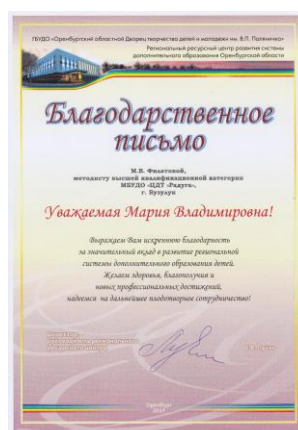 ГБУДО «Оренбургский областной Дворец творчества детей и молодежи им. В.П. Поляничко»
Региональный ресурсный центр развития системы
дополнительного образования Оренбургской области
Благодарственное
письмо
М.В. Филатовой,
методисту высшей квалификационной категории
МБУДО «ЦДТ «Радуга»,
г. Бузулук
Уважаемая Мария Владимировна!
Выражаем Вам искреннюю благодарность
за значительный вклад в развитие региональной
системы дополнительного образования детей.
Желаем здоровья, благополучия и
новых профессиональных достижений,
надеемся на дальнейшее плодотворное сотрудничество!
Оренбург